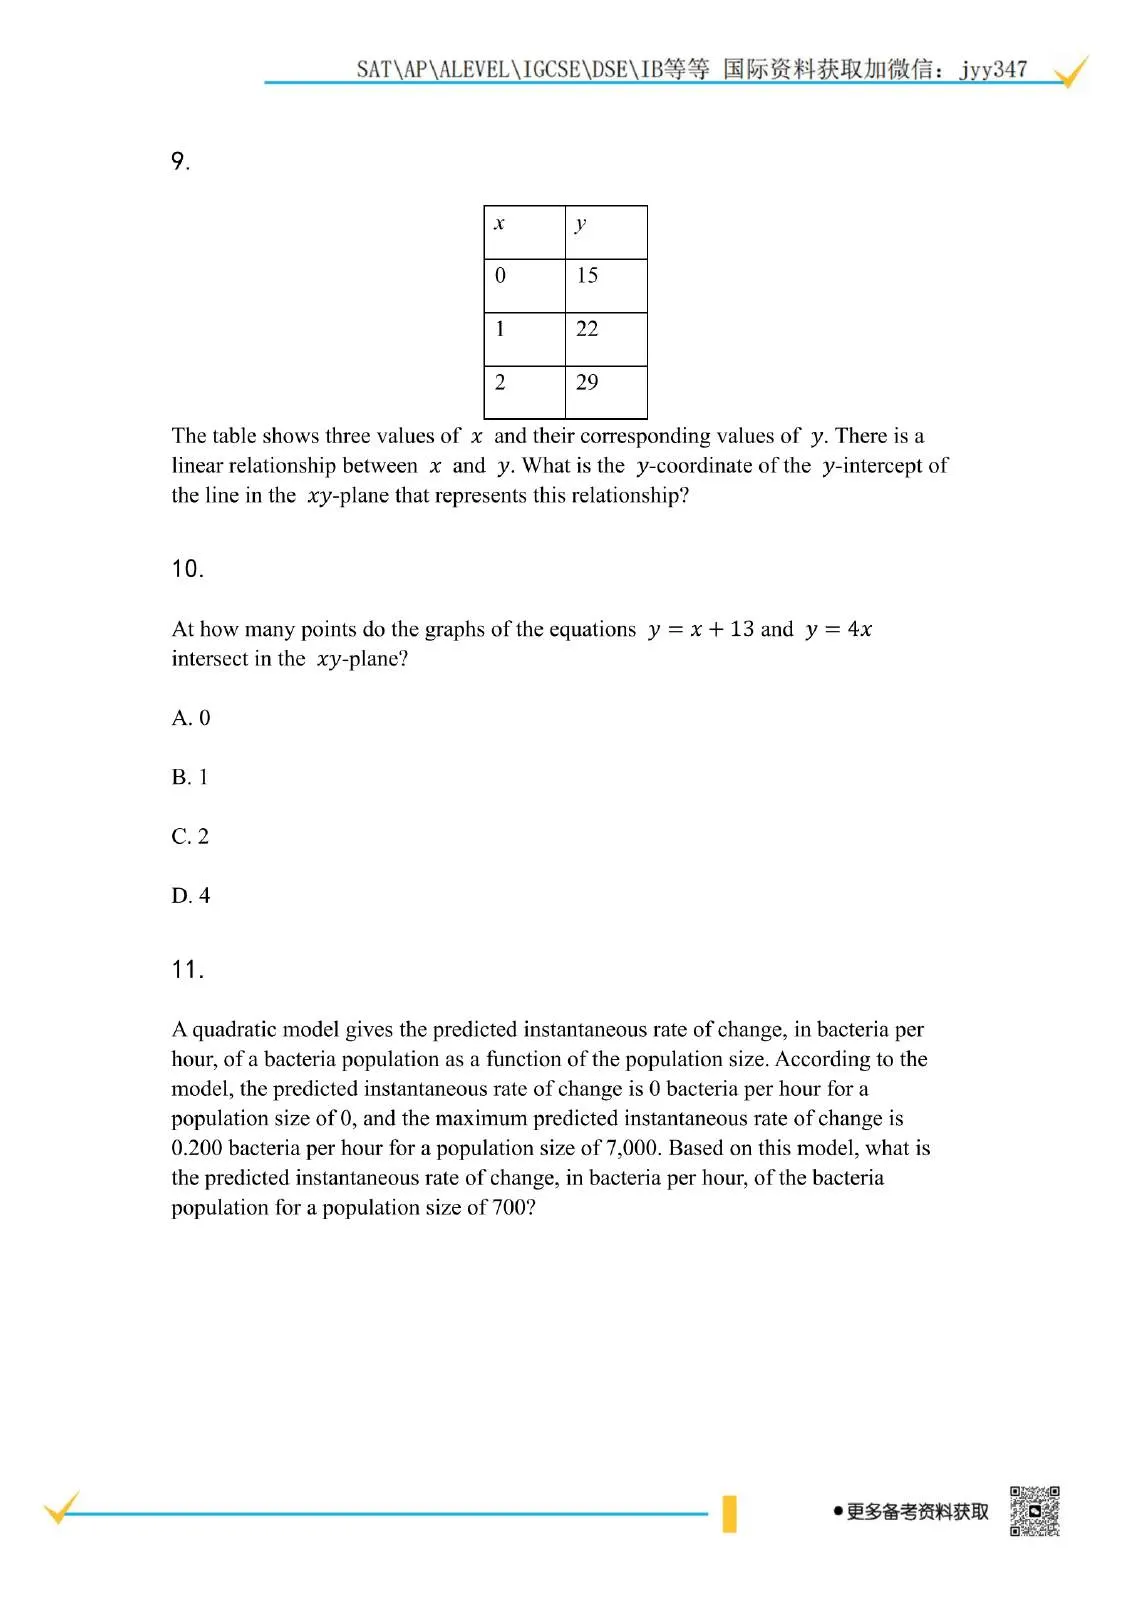 SAT\AP\ALEVEL\IGCSE\DSE\IB等等 国际资料获取加微信：jyy347
9.
x y
0 15
1 22
2 29
The table shows three values of x and their corresponding values of y. There is a
linear relationship between x and y. What is the y-coordinate of the y-intercept of
the line in the xy-plane that represents this relationship?
10.
At how many points do the graphs of the equations y = x + 13 and y = 4x
intersect in the xy-plane?
A. 0
B. 1
C. 2
D. 4
11.
A quadratic model gives the predicted instantaneous rate of change, in bacteria per
hour, of a bacteria population as a function of the population size. According to the
model, the predicted instantaneous rate of change is 0 bacteria per hour for a
population size of 0, and the maximum predicted instantaneous rate of change is
0.200 bacteria per hour for a population size of 7,000. Based on this model, what is
the predicted instantaneous rate of change, in bacteria per hour, of the bacteria
population for a population size of 700?
●更多备考资料获取